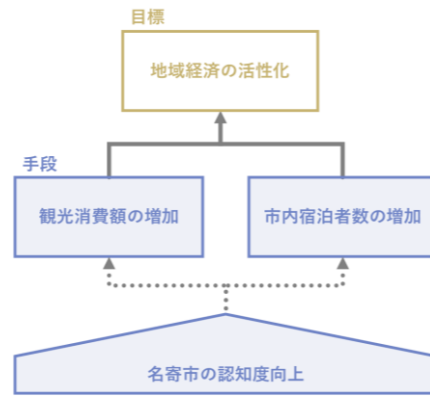 目標
地域経済の活性化
手段
観光消費額の増加
市内宿泊者数の増加
名寄市の認知度向上